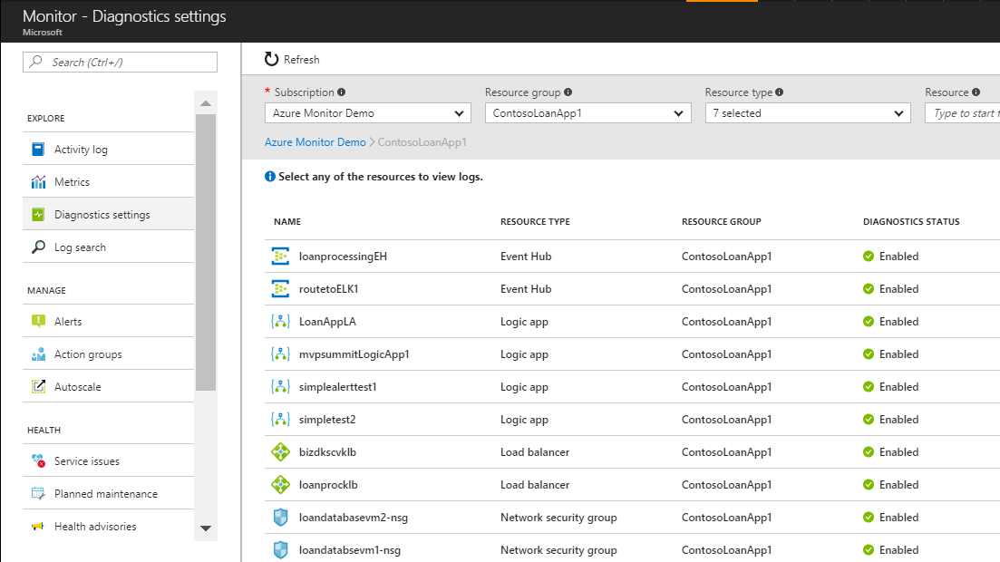 Monitor - Diagnostics settings
Microsoft
Search (Ctrl+/)
EXPLORE
Activity log
Metrics
Diagnostics settings
Log search
MANAGE
Alerts
Action groups
Autoscale
HEALTH
Service issues
Planned maintenance
Health advisories
Refresh
* Subscription Resource group Resource type Resource
Azure Monitor Demo ContosoLoanApp1 7 selected Type to start
Azure Monitor Demo > ContosoLoanApp1
Select any of the resources to view logs.
NAME RESOURCE TYPE RESOURCE GROUP DIAGNOSTICS STATUS
loanprocessingEH Event Hub ContosoLoanApp1 Enabled
routetoELK1 Event Hub ContosoLoanApp1 Enabled
LoanAppLA Logic app ContosoLoanApp1 Enabled
mvpsummitLogicApp1 Logic app ContosoLoanApp1 Enabled
simplealerttest1 Logic app ContosoLoanApp1 Enabled
simpletest2 Logic app ContosoLoanApp1 Enabled
bizdkscvklb Load balancer ContosoLoanApp1 Enabled
loanprocklb Load balancer ContosoLoanApp1 Enabled
loandatabasevm2-nsg Network security group ContosoLoanApp1 Enabled
loandatabsevm1-nsg Network security group ContosoLoanApp1 Enabled